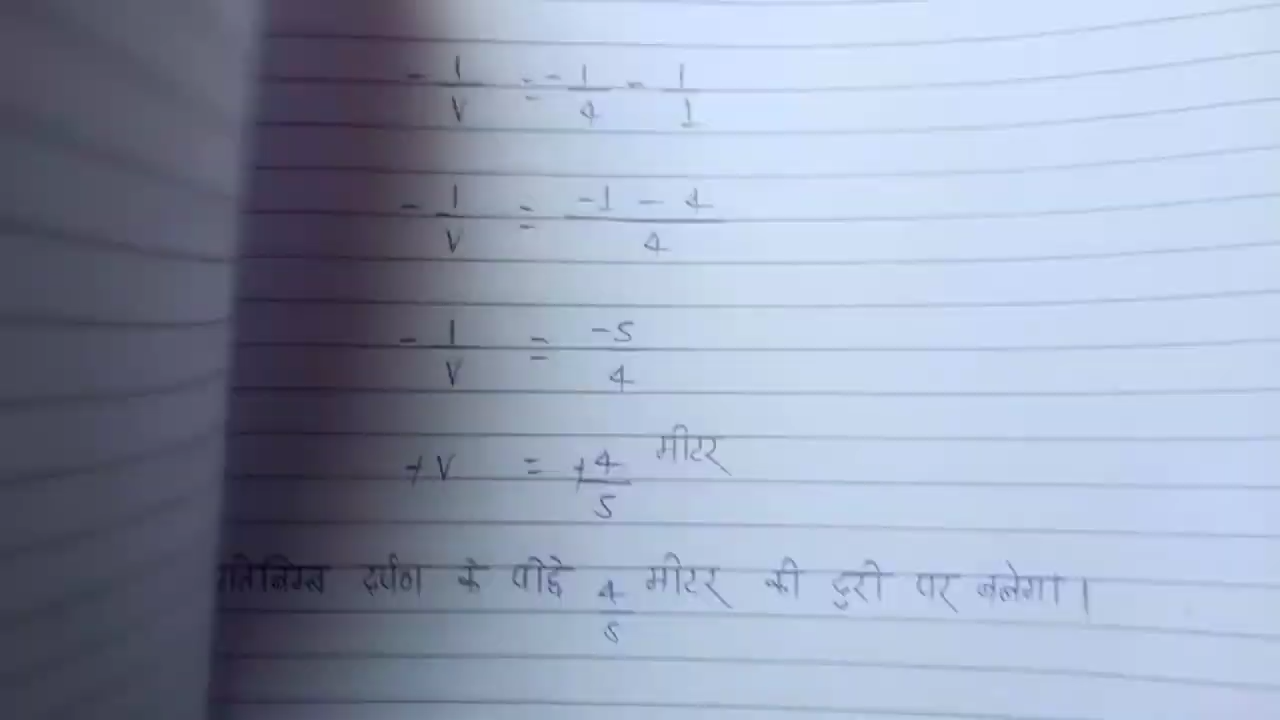 - 1/V = - 1/4 - 1/1
- 1/V = -1 - 4/4
- 1/V = -5/4
+V = +4/5 मीटर
प्रतिबिम्ब दर्पण के पीछे 4/5 मीटर की दुरी पर बनेगा।